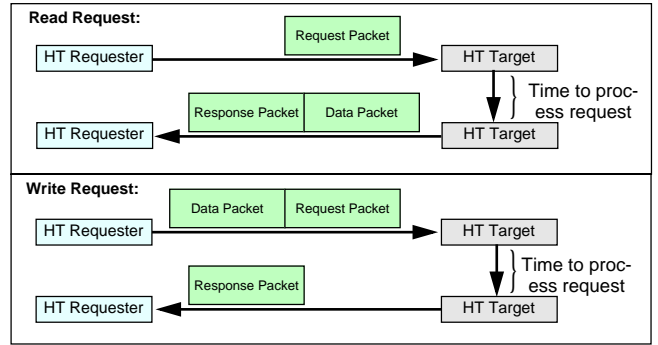 Read Request:
Request Packet
HT Requester
HT Target
Time to proc-
ess request
Response Packet
Data Packet
HT Requester
HT Target
Write Request:
Data Packet
Request Packet
HT Requester
HT Target
Time to proc-
ess request
Response Packet
HT Requester
HT Target